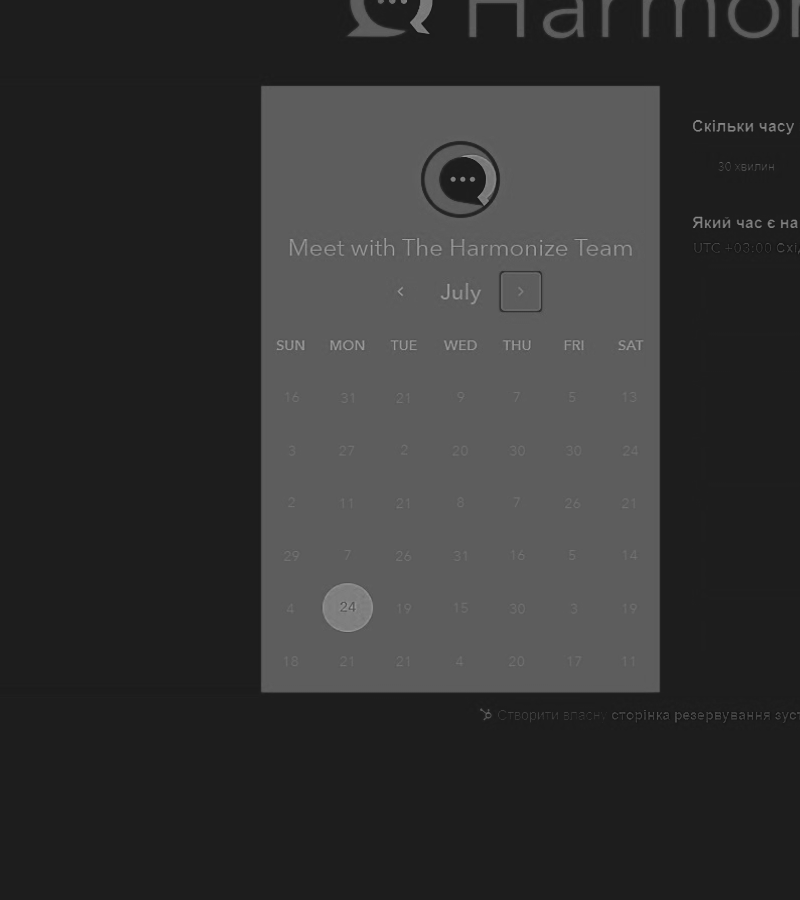 Harmon
Meet with The Harmonize Team
July
SUN MON TUE WED THU FRI SAT
16 31 21 9 7 5 13
3 27 2 20 30 30 24
2 11 21 8 7 26 21
29 7 26 31 16 5 14
4 24 19 15 30 3 19
18 21 21 4 20 17 11
Скільки часу
30 хвилин
Який час є на
UTC +03:00 Схі
Створити власну сторінка резервування зуст